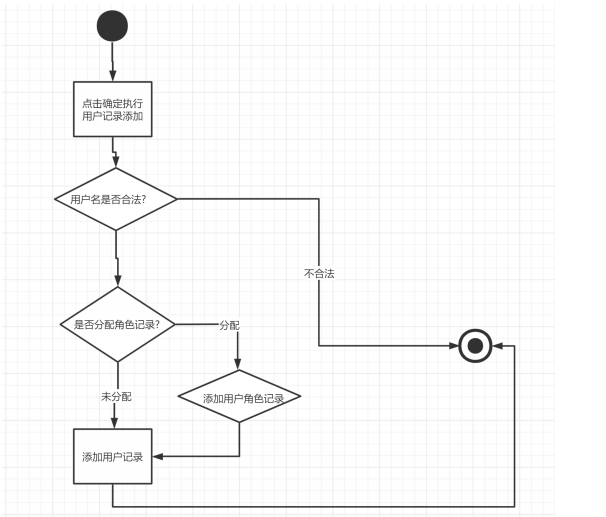 点击确定执行
用户记录添加
用户名是否合法?
不合法
是否分配角色记录?
分配
未分配
添加用户角色记录
添加用户记录